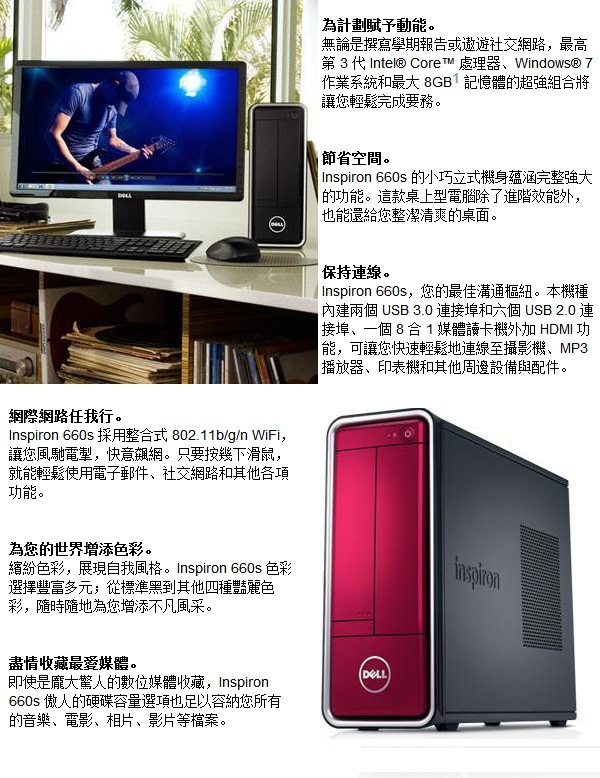 為計劃賦予動能。
無論是撰寫學期報告或遨遊社交網路，最高
第 3 代 Intel® Core™ 處理器、Windows® 7
作業系統和最大 8GB1 記憶體的超強組合將
讓您輕鬆完成要務。
節省空間。
Inspiron 660s 的小巧立式機身蘊涵完整強大
的功能。這款桌上型電腦除了進階效能外，
也能還給您整潔清爽的桌面。
保持連線。
Inspiron 660s，您的最佳溝通樞紐。本機種
內建兩個 USB 3.0 連接埠和六個 USB 2.0 連
接埠、一個 8 合 1 媒體讀卡機外加 HDMI 功
能，可讓您快速輕鬆地連線至攝影機、MP3
播放器、印表機和其他周邊設備與配件。
DELL
DELL
網際網路任我行。
Inspiron 660s 採用整合式 802.11b/g/n WiFi，
讓您風馳電掣，快意飆網。只要按幾下滑鼠，
就能輕鬆使用電子郵件、社交網路和其他各項
功能。
為您的世界增添色彩。
繽紛色彩，展現自我風格。Inspiron 660s 色彩
選擇豐富多元；從標準黑到其他四種豔麗色
彩，隨時隨地為您增添不凡風采。
盡情收藏最愛媒體。
即使是龐大驚人的數位媒體收藏，Inspiron
660s 傲人的硬碟容量選項也足以容納您所有
的音樂、電影、相片、影片等檔案。
inspiron
DELL